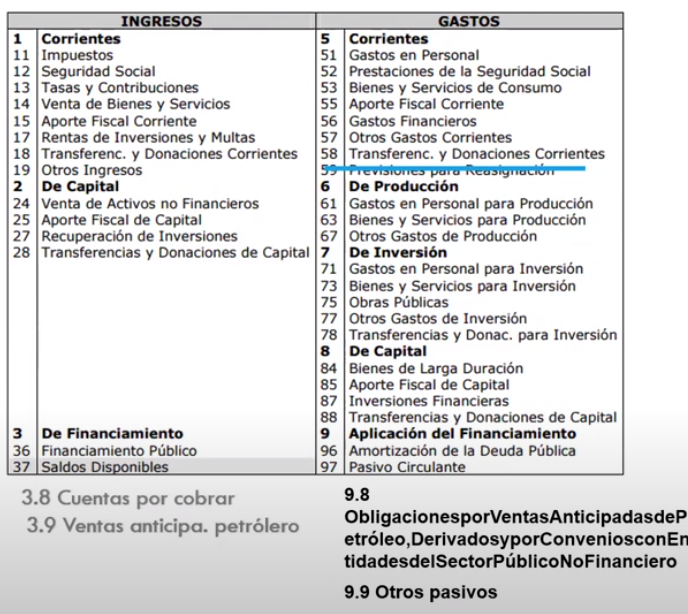 INGRESOS
1 Corrientes
11 Impuestos
12 Seguridad Social
13 Tasas y Contribuciones
14 Venta de Bienes y Servicios
15 Aporte Fiscal Corriente
17 Rentas de Inversiones y Multas
18 Transferenc. y Donaciones Corrientes
19 Otros Ingresos
2 De Capital
24 Venta de Activos no Financieros
25 Aporte Fiscal de Capital
27 Recuperación de Inversiones
28 Transferencias y Donaciones de Capital
3 De Financiamiento
36 Financiamiento Público
37 Saldos Disponibles
GASTOS
5 Corrientes
51 Gastos en Personal
52 Prestaciones de la Seguridad Social
53 Bienes y Servicios de Consumo
55 Aporte Fiscal Corriente
56 Gastos Financieros
57 Otros Gastos Corrientes
58 Transferenc. y Donaciones Corrientes
59 Previsiones para Reasignación
6 De Producción
61 Gastos en Personal para Producción
63 Bienes y Servicios para Producción
67 Otros Gastos de Producción
7 De Inversión
71 Gastos en Personal para Inversión
73 Bienes y Servicios para Inversión
75 Obras Públicas
77 Otros Gastos de Inversión
78 Transferencias y Donac. para Inversión
8 De Capital
84 Bienes de Larga Duración
85 Aporte Fiscal de Capital
87 Inversiones Financieras
88 Transferencias y Donaciones de Capital
9 Aplicación del Financiamiento
96 Amortización de la Deuda Pública
97 Pasivo Circulante
3.8 Cuentas por cobrar
3.9 Ventas anticipa. petrólero
9.8
ObligacionesporVentasAnticipadasdeP
etróleo,DerivadosyporConveniosconEn
tidadesdelSectorPúblicoNoFinanciero
9.9 Otros pasivos